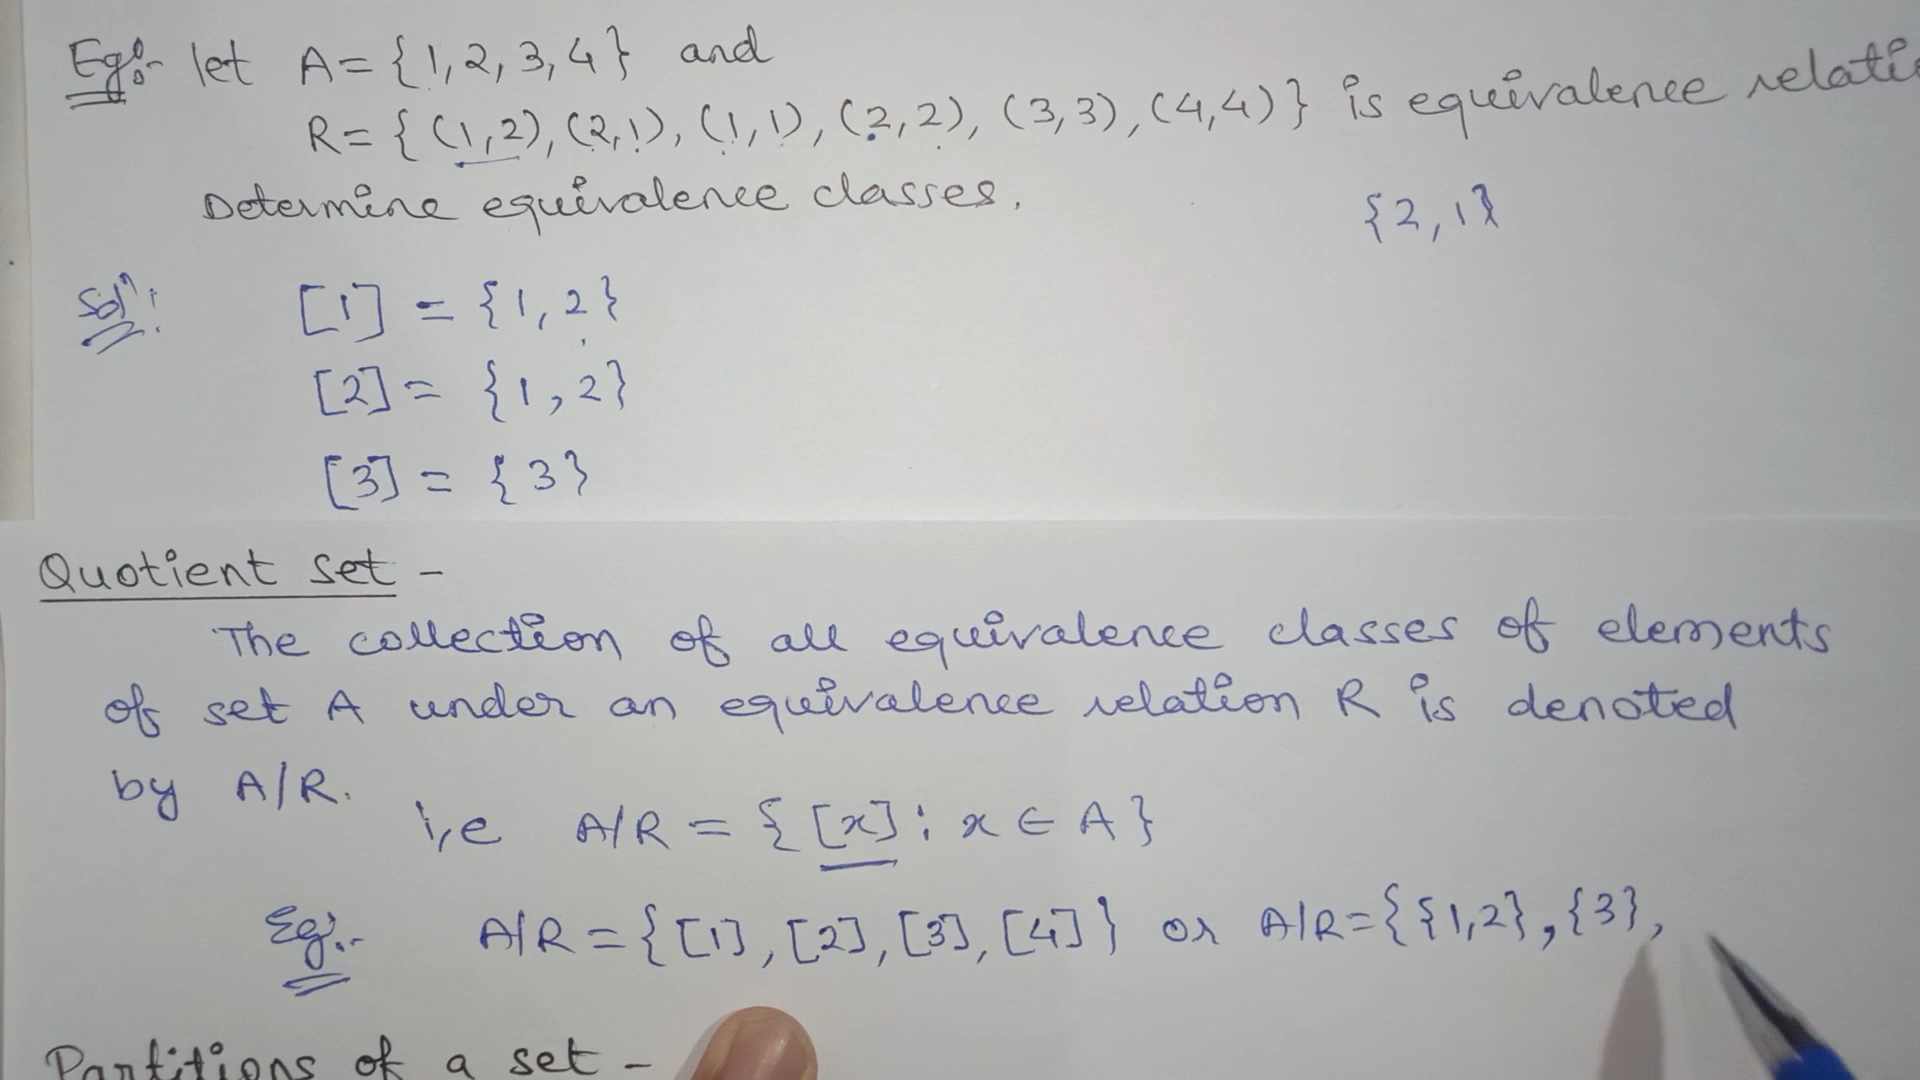 Eg:- let A = {1,2,3,4} and
R = { (1,2), (2,1), (1,1), (2,2), (3,3), (4,4)} is equivalence relati
Determine equivalence classes.
{2,1}
Solⁿ: [1] = {1,2}
[2] = {1,2}
[3] = {3}
Quotient set -
The collection of all equivalence classes of elements
of set A under an equivalence relation R is denoted
by A/R.
i,e A/R = { [x] : x ∈ A}
Eg:- A/R = { [1], [2], [3], [4] } or A/R = { {1,2}, {3},
Partitions of a set -